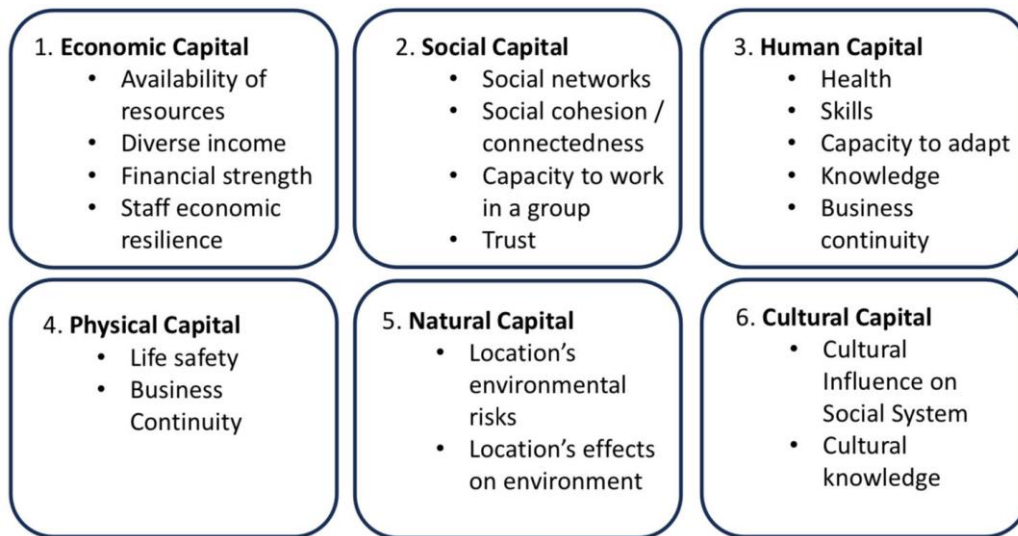 1. Economic Capital
• Availability of
resources
• Diverse income
• Financial strength
• Staff economic
resilience
2. Social Capital
• Social networks
• Social cohesion /
connectedness
• Capacity to work
in a group
• Trust
3. Human Capital
• Health
• Skills
• Capacity to adapt
• Knowledge
• Business
continuity
4. Physical Capital
• Life safety
• Business
Continuity
5. Natural Capital
• Location’s
environmental
risks
• Location’s effects
on environment
6. Cultural Capital
• Cultural
Influence on
Social System
• Cultural
knowledge